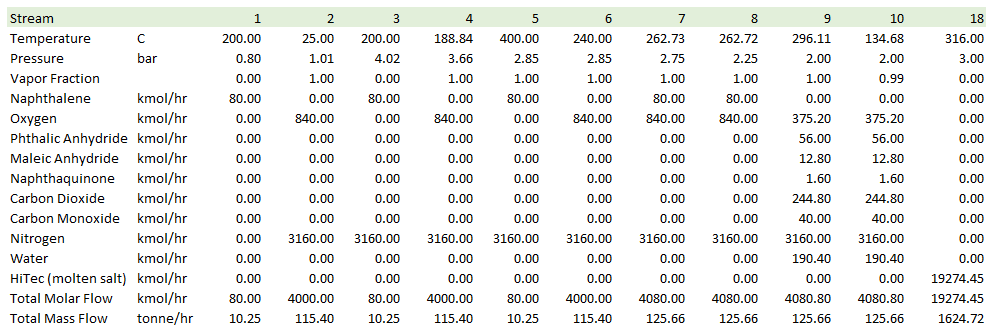 Stream 1 2 3 4 5 6 7 8 9 10 18
Temperature C 200.00 25.00 200.00 188.84 400.00 240.00 262.73 262.72 296.11 134.68 316.00
Pressure bar 0.80 1.01 4.02 3.66 2.85 2.85 2.75 2.25 2.00 2.00 3.00
Vapor Fraction 0.00 1.00 0.00 1.00 1.00 1.00 1.00 1.00 1.00 0.99 0.00
Naphthalene kmol/hr 80.00 0.00 80.00 0.00 80.00 0.00 80.00 80.00 0.00 0.00 0.00
Oxygen kmol/hr 0.00 840.00 0.00 840.00 0.00 840.00 840.00 840.00 375.20 375.20 0.00
Phthalic Anhydride kmol/hr 0.00 0.00 0.00 0.00 0.00 0.00 0.00 0.00 56.00 56.00 0.00
Maleic Anhydride kmol/hr 0.00 0.00 0.00 0.00 0.00 0.00 0.00 0.00 12.80 12.80 0.00
Naphthaquinone kmol/hr 0.00 0.00 0.00 0.00 0.00 0.00 0.00 0.00 1.60 1.60 0.00
Carbon Dioxide kmol/hr 0.00 0.00 0.00 0.00 0.00 0.00 0.00 0.00 244.80 244.80 0.00
Carbon Monoxide kmol/hr 0.00 0.00 0.00 0.00 0.00 0.00 0.00 0.00 40.00 40.00 0.00
Nitrogen kmol/hr 0.00 3160.00 3160.00 3160.00 3160.00 3160.00 3160.00 3160.00 3160.00 3160.00 0.00
Water kmol/hr 0.00 0.00 0.00 0.00 0.00 0.00 0.00 0.00 190.40 190.40 0.00
HiTec (molten salt) kmol/hr 0.00 0.00 0.00 0.00 0.00 0.00 0.00 0.00 0.00 0.00 19274.45
Total Molar Flow kmol/hr 80.00 4000.00 80.00 4000.00 80.00 4000.00 4080.00 4080.00 4080.80 4080.80 19274.45
Total Mass Flow tonne/hr 10.25 115.40 10.25 115.40 10.25 115.40 125.66 125.66 125.66 125.66 1624.72